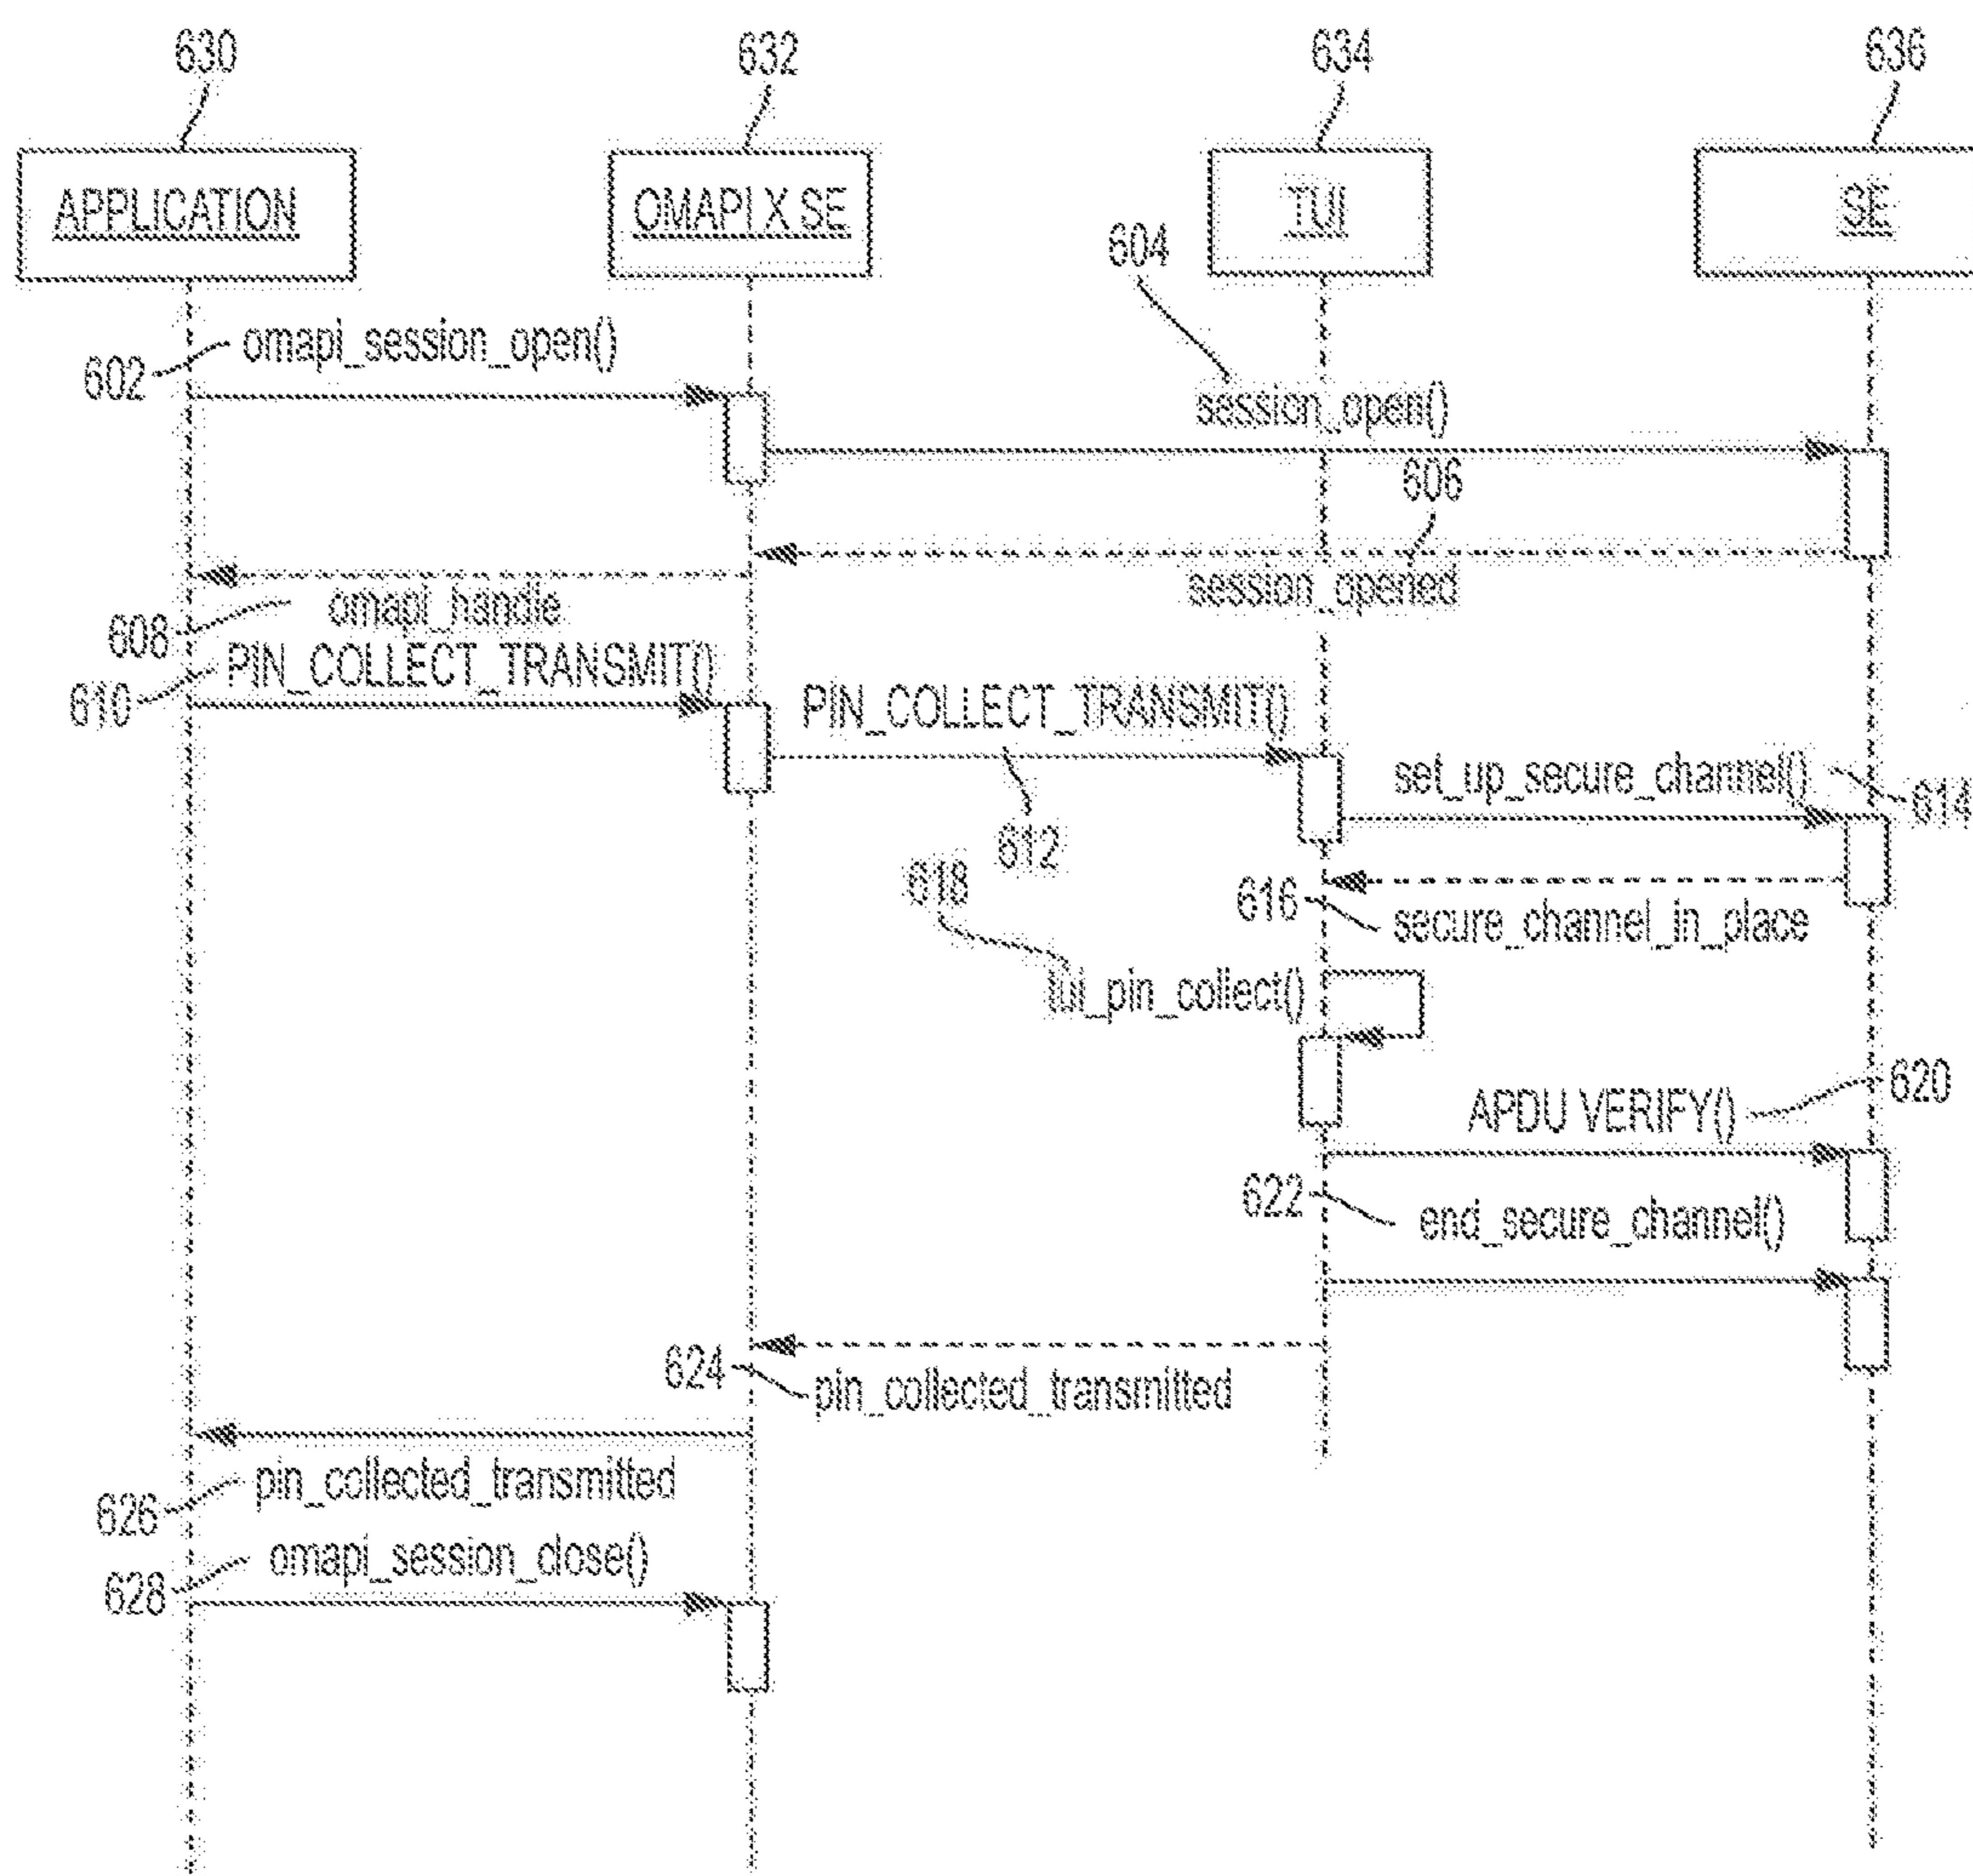 630
632
634
636
APPLICATION
OMAPI X SE
TUI
SE
604
omapi_session_open()
602
session_open()
606
session_opened
omapi_handle
608
PIN_COLLECT_TRANSMIT()
610
PIN_COLLECT_TRANSMIT()
612
set_up_secure_channel()
614
618
616
secure_channel_in_place
tui_pin_collect()
620
APDU VERIFY()
622
end_secure_channel()
624
pin_collected_transmitted
pin_collected_transmitted
626
omapi_session_close()
628